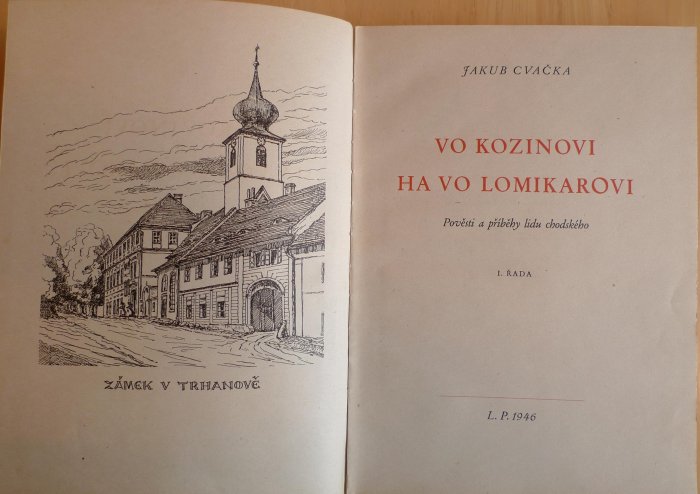 ZÁMEK V TRHANOVĚ
JAKUB CVAČKA
VO KOZINOVI
HA VO LOMIKAROVI
Pověsti a příběhy lidu chodského
I. ŘADA
L. P. 1946